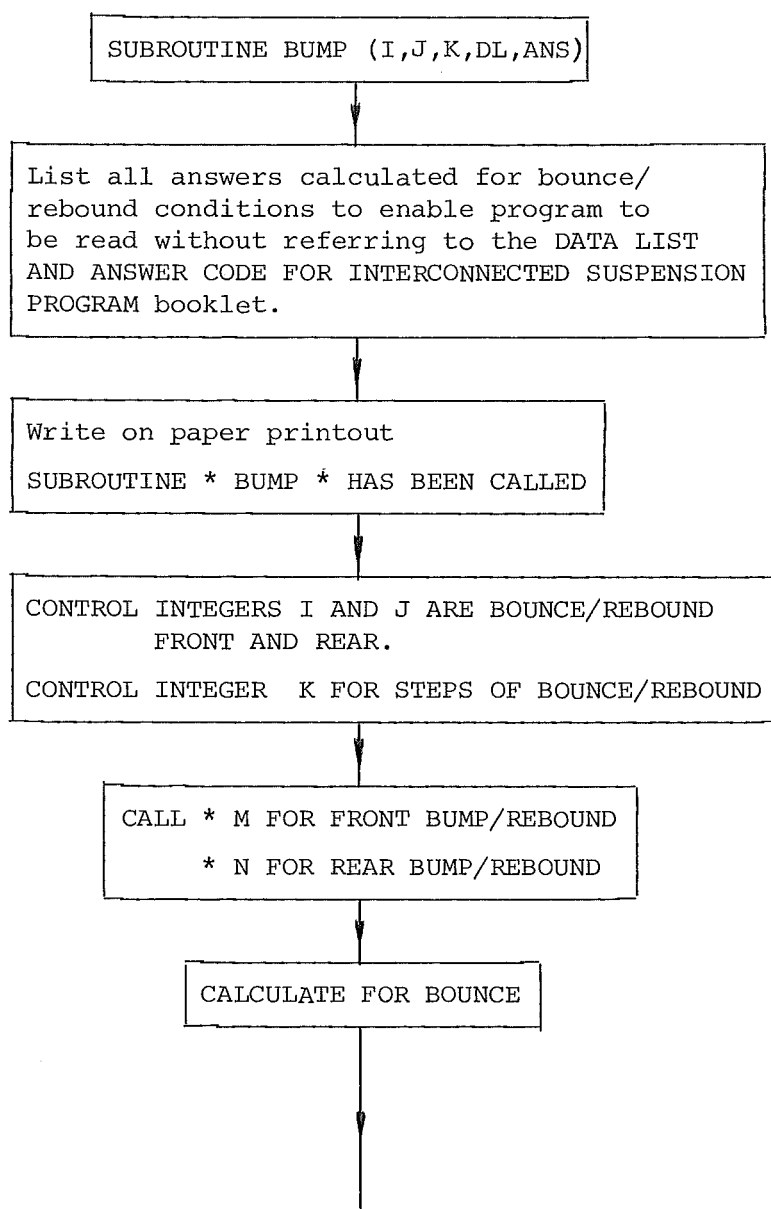 SUBROUTINE BUMP (I,J,K,DL,ANS)
List all answers calculated for bounce/
rebound conditions to enable program to
be read without referring to the DATA LIST
AND ANSWER CODE FOR INTERCONNECTED SUSPENSION
PROGRAM booklet.
Write on paper printout
SUBROUTINE * BUMP * HAS BEEN CALLED
CONTROL INTEGERS I AND J ARE BOUNCE/REBOUND
FRONT AND REAR.
CONTROL INTEGER K FOR STEPS OF BOUNCE/REBOUND
CALL * M FOR FRONT BUMP/REBOUND
* N FOR REAR BUMP/REBOUND
CALCULATE FOR BOUNCE